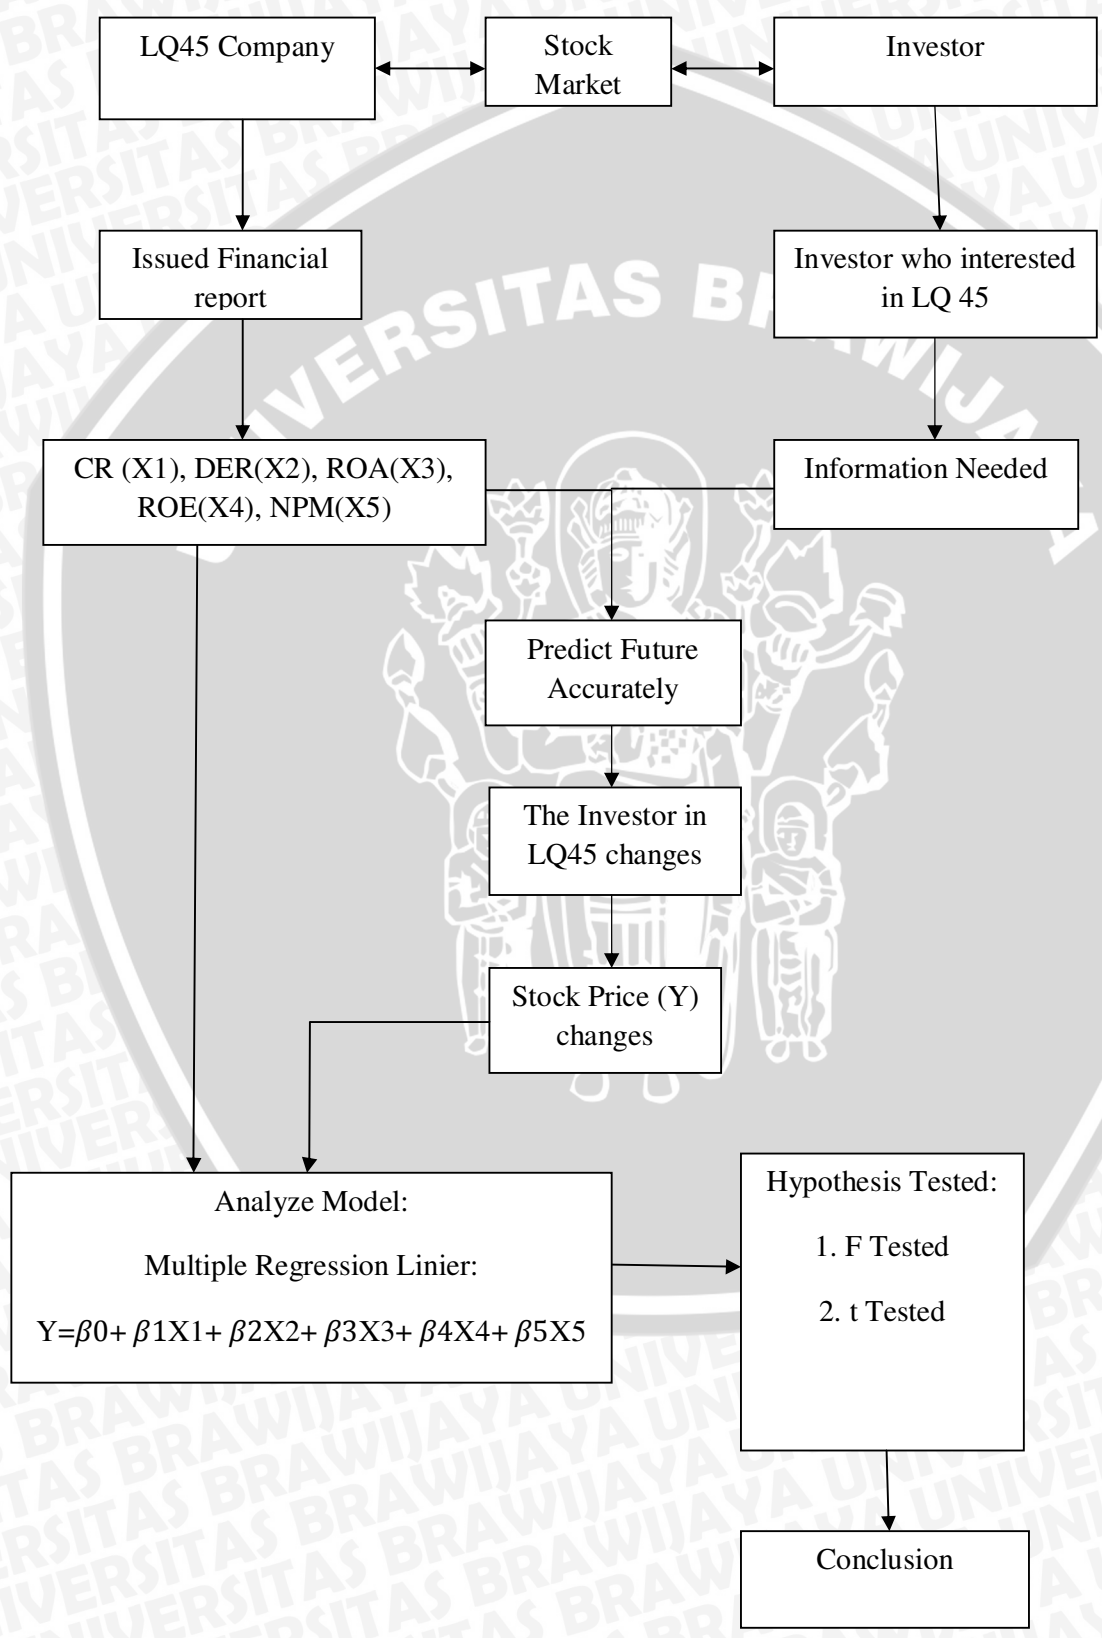 LQ45 Company
Stock
Market
Investor
Issued Financial
report
Investor who interested
in LQ 45
UNIVERSITAS BRAWIJAYA
CR (X1), DER(X2), ROA(X3),
ROE(X4), NPM(X5)
Information Needed
Predict Future
Accurately
The Investor in
LQ45 changes
Stock Price (Y)
changes
Analyze Model:
Multiple Regression Linier:
Y=β0+ β1X1+ β2X2+ β3X3+ β4X4+ β5X5
Hypothesis Tested:
1. F Tested
2. t Tested
Conclusion